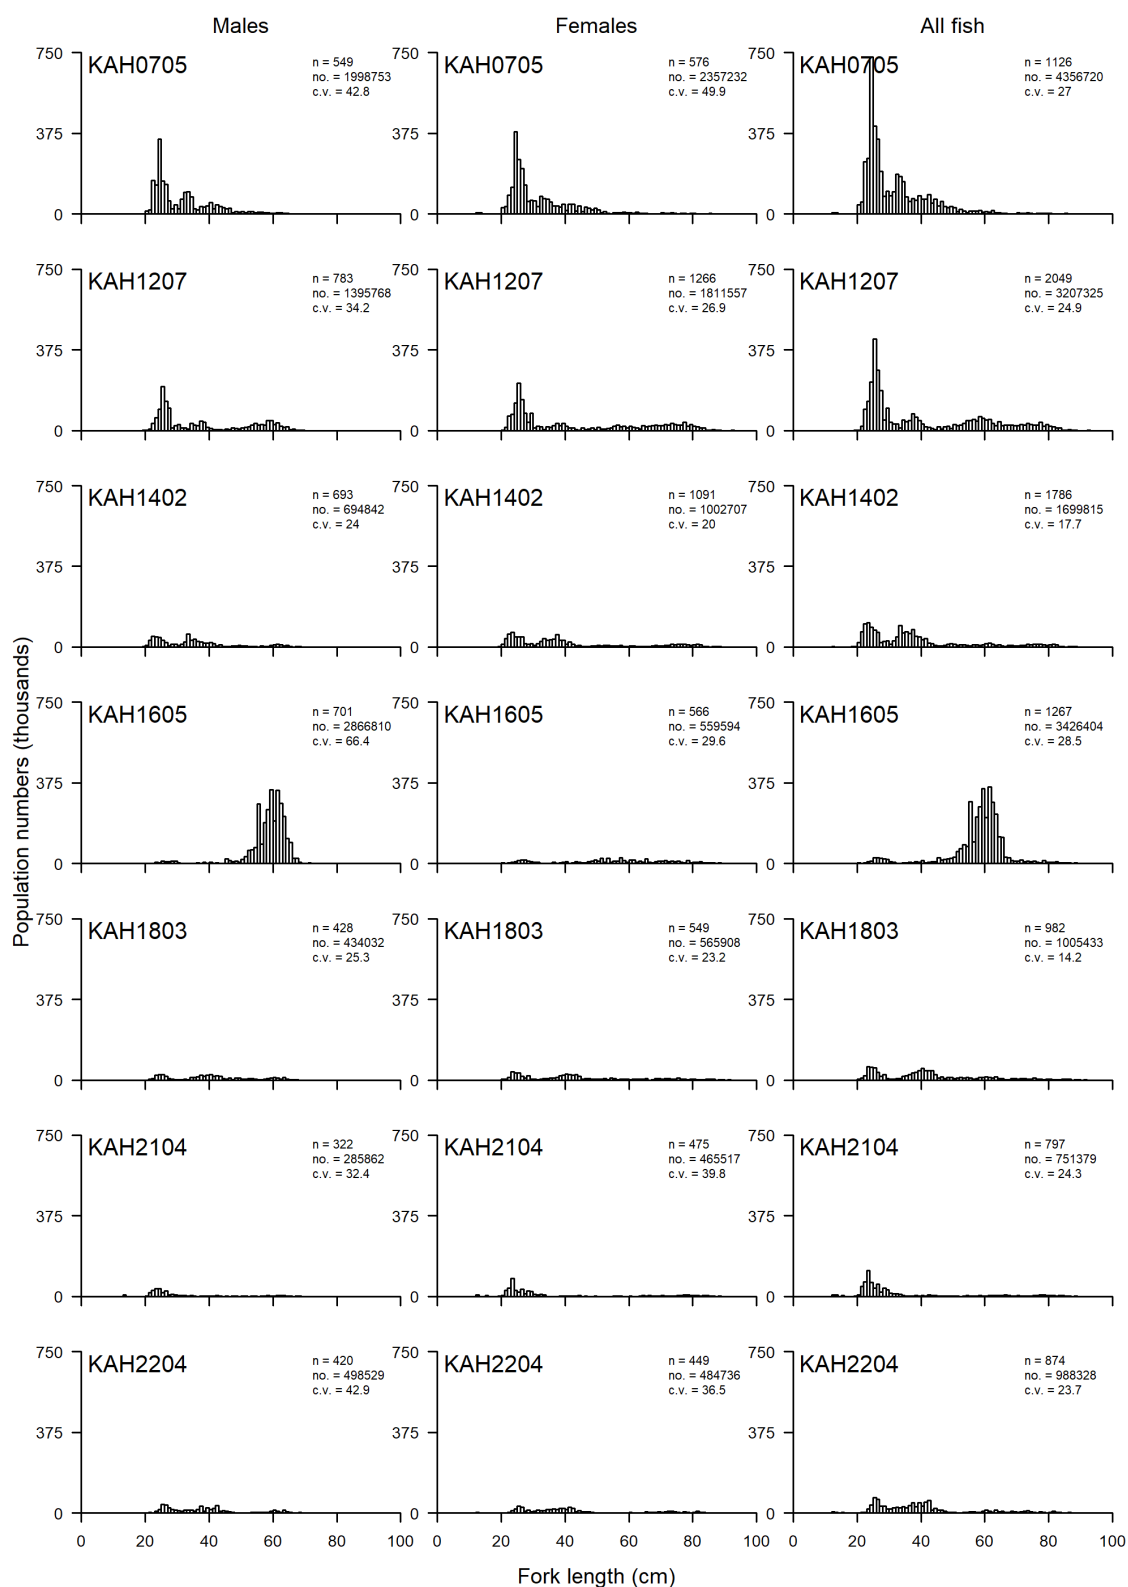 Males
Females
All fish
Population numbers (thousands)
750
375
0
KAH0705
n = 549
no. = 1998753
c.v. = 42.8
750
375
0
KAH0705
n = 576
no. = 2357232
c.v. = 49.9
750
375
0
KAH0705
n = 1126
no. = 4356720
c.v. = 27
750
375
0
KAH1207
n = 783
no. = 1395768
c.v. = 34.2
750
375
0
KAH1207
n = 1266
no. = 1811557
c.v. = 26.9
750
375
0
KAH1207
n = 2049
no. = 3207325
c.v. = 24.9
750
375
0
KAH1402
n = 693
no. = 694842
c.v. = 24
750
375
0
KAH1402
n = 1091
no. = 1002707
c.v. = 20
750
375
0
KAH1402
n = 1786
no. = 1699815
c.v. = 17.7
750
375
0
KAH1605
n = 701
no. = 2866810
c.v. = 66.4
750
375
0
KAH1605
n = 566
no. = 559594
c.v. = 29.6
750
375
0
KAH1605
n = 1267
no. = 3426404
c.v. = 28.5
750
375
0
KAH1803
n = 428
no. = 434032
c.v. = 25.3
750
375
0
KAH1803
n = 549
no. = 565908
c.v. = 23.2
750
375
0
KAH1803
n = 982
no. = 1005433
c.v. = 14.2
750
375
0
KAH2104
n = 322
no. = 285862
c.v. = 32.4
750
375
0
KAH2104
n = 475
no. = 465517
c.v. = 39.8
750
375
0
KAH2104
n = 797
no. = 751379
c.v. = 24.3
750
375
0
KAH2204
n = 420
no. = 498529
c.v. = 42.9
750
375
0
KAH2204
n = 449
no. = 484736
c.v. = 36.5
750
375
0
KAH2204
n = 874
no. = 988328
c.v. = 23.7
0 20 40 60 80 100
0 20 40 60 80 100
0 20 40 60 80 100
Fork length (cm)